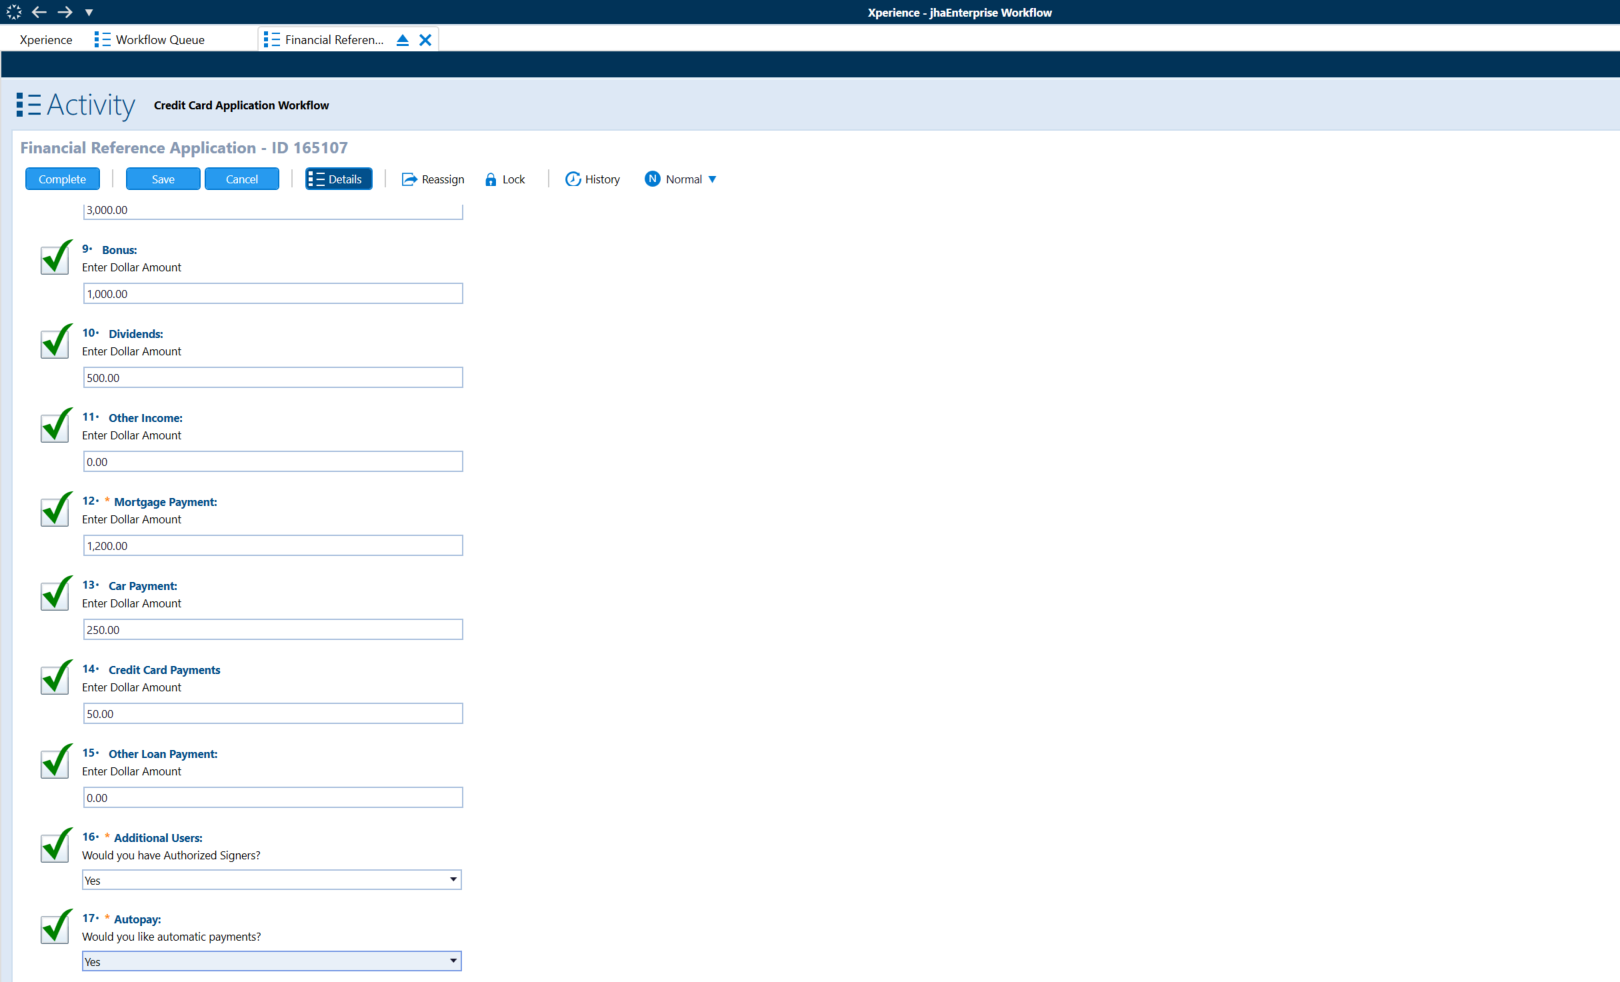 Xperience - jhaEnterprise Workflow
Xperience
Workflow Queue
Financial Referen...
Activity
Credit Card Application Workflow
Financial Reference Application - ID 165107
Complete
Save
Cancel
Details
Reassign
Lock
History
N Normal
3,000.00
9. Bonus:
Enter Dollar Amount
1,000.00
10. Dividends:
Enter Dollar Amount
500.00
11. Other Income:
Enter Dollar Amount
0.00
12. * Mortgage Payment:
Enter Dollar Amount
1,200.00
13. Car Payment:
Enter Dollar Amount
250.00
14. Credit Card Payments
Enter Dollar Amount
50.00
15. Other Loan Payment:
Enter Dollar Amount
0.00
16. * Additional Users:
Would you have Authorized Signers?
Yes
17. * Autopay:
Would you like automatic payments?
Yes